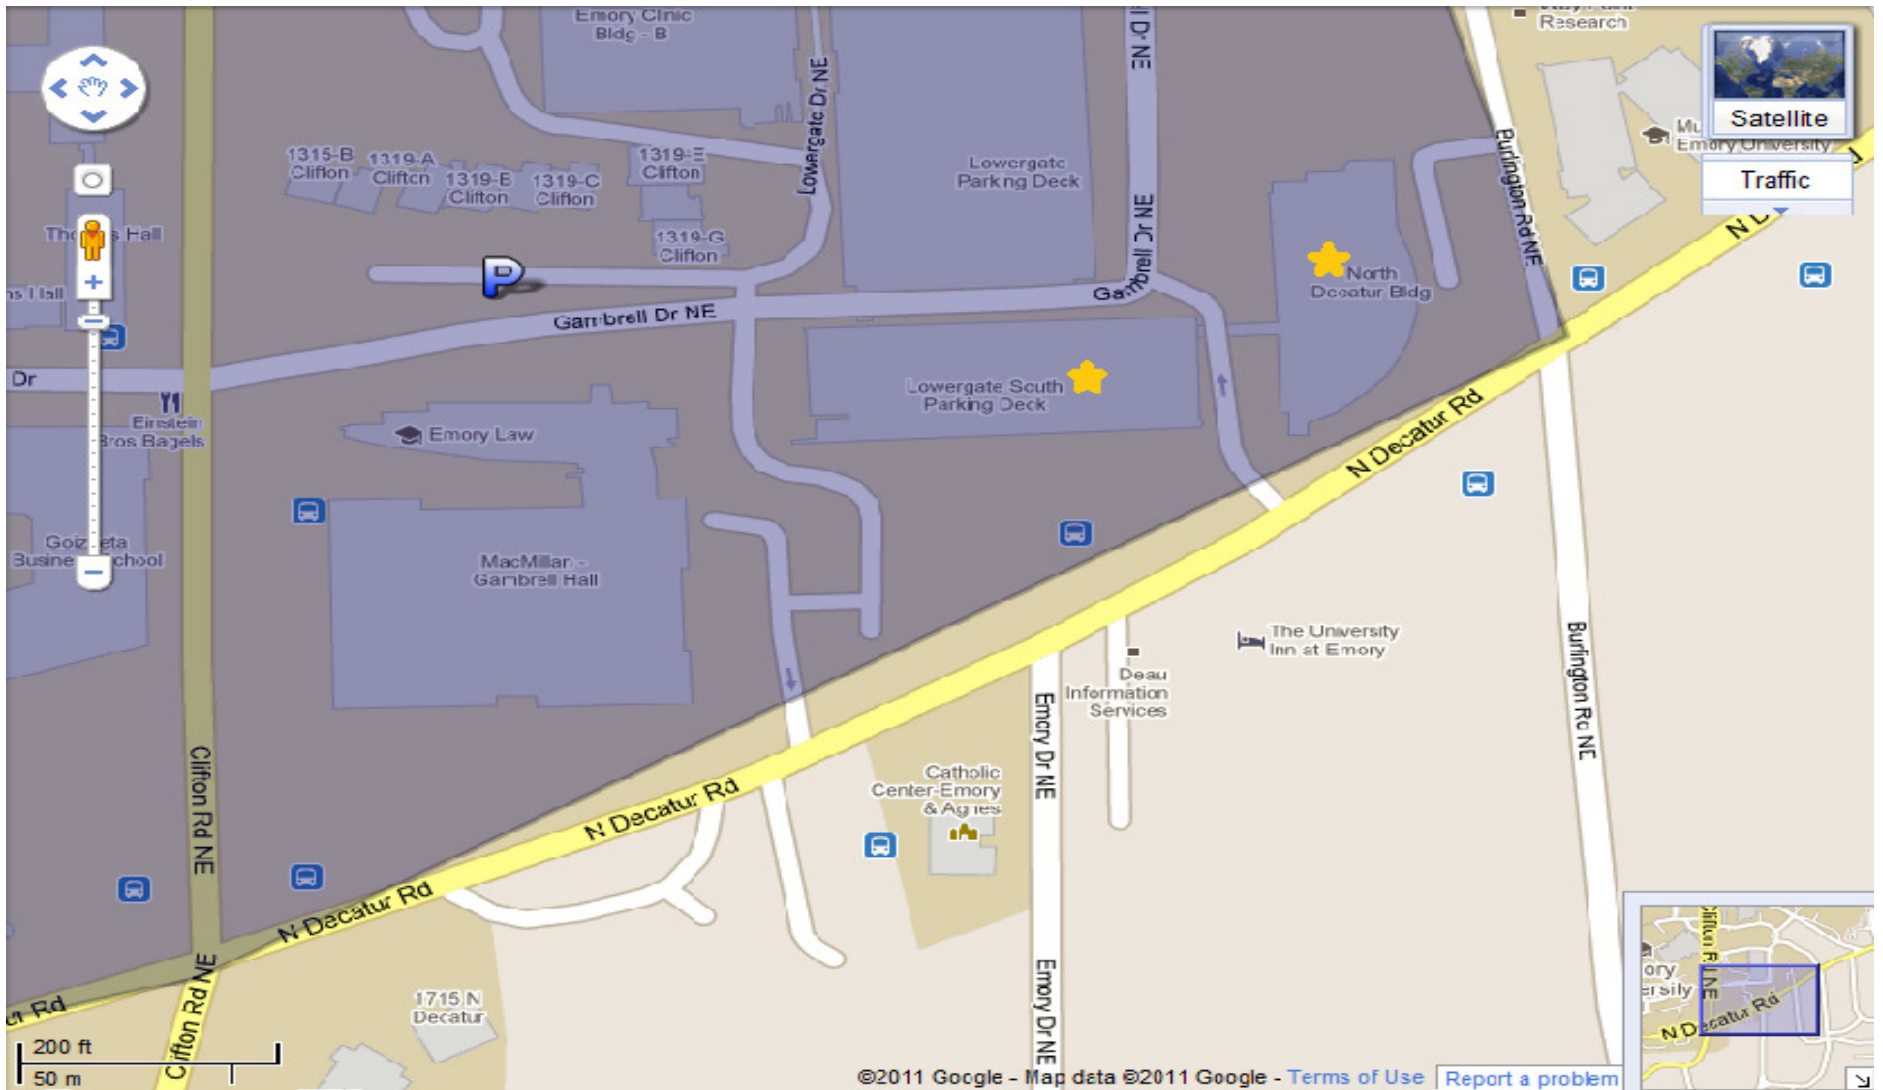 Emory Clinic
Bldg - B
Research
Satellite
Traffic
Emory University
Lowergate Dr NE
Burlington Rd NE
1315-B
Clifton
1319-A
Clifton
1319-E
Clifton
1319-C
Clifton
1319-E
Clifton
1319-G
Clifton
Lowergate
Parking Deck
Hall
P
Gambrell Dr NE
Gambrell Dr NE
North
Decatur Bldg
Gambrell Dr NE
Dr
Einstein
Bros Bagels
Lowergate South
Parking Deck
Emory Law
N Decatur Rd
MacMillan -
Gambrell Hall
The University
Inn at Emory
Deau
Information
Services
Burlington Rd NE
Emory Dr NE
Clifton Rd NE
Catholic
Center-Emory
& Agnes
N Decatur Rd
N Decatur Rd
Clifton Rd NE
Emory Dr NE
1715 N
Decatur
Rd
200 ft
50 m
N Decatur Rd
©2011 Google - Map data ©2011 Google - Terms of Use
Report a problem